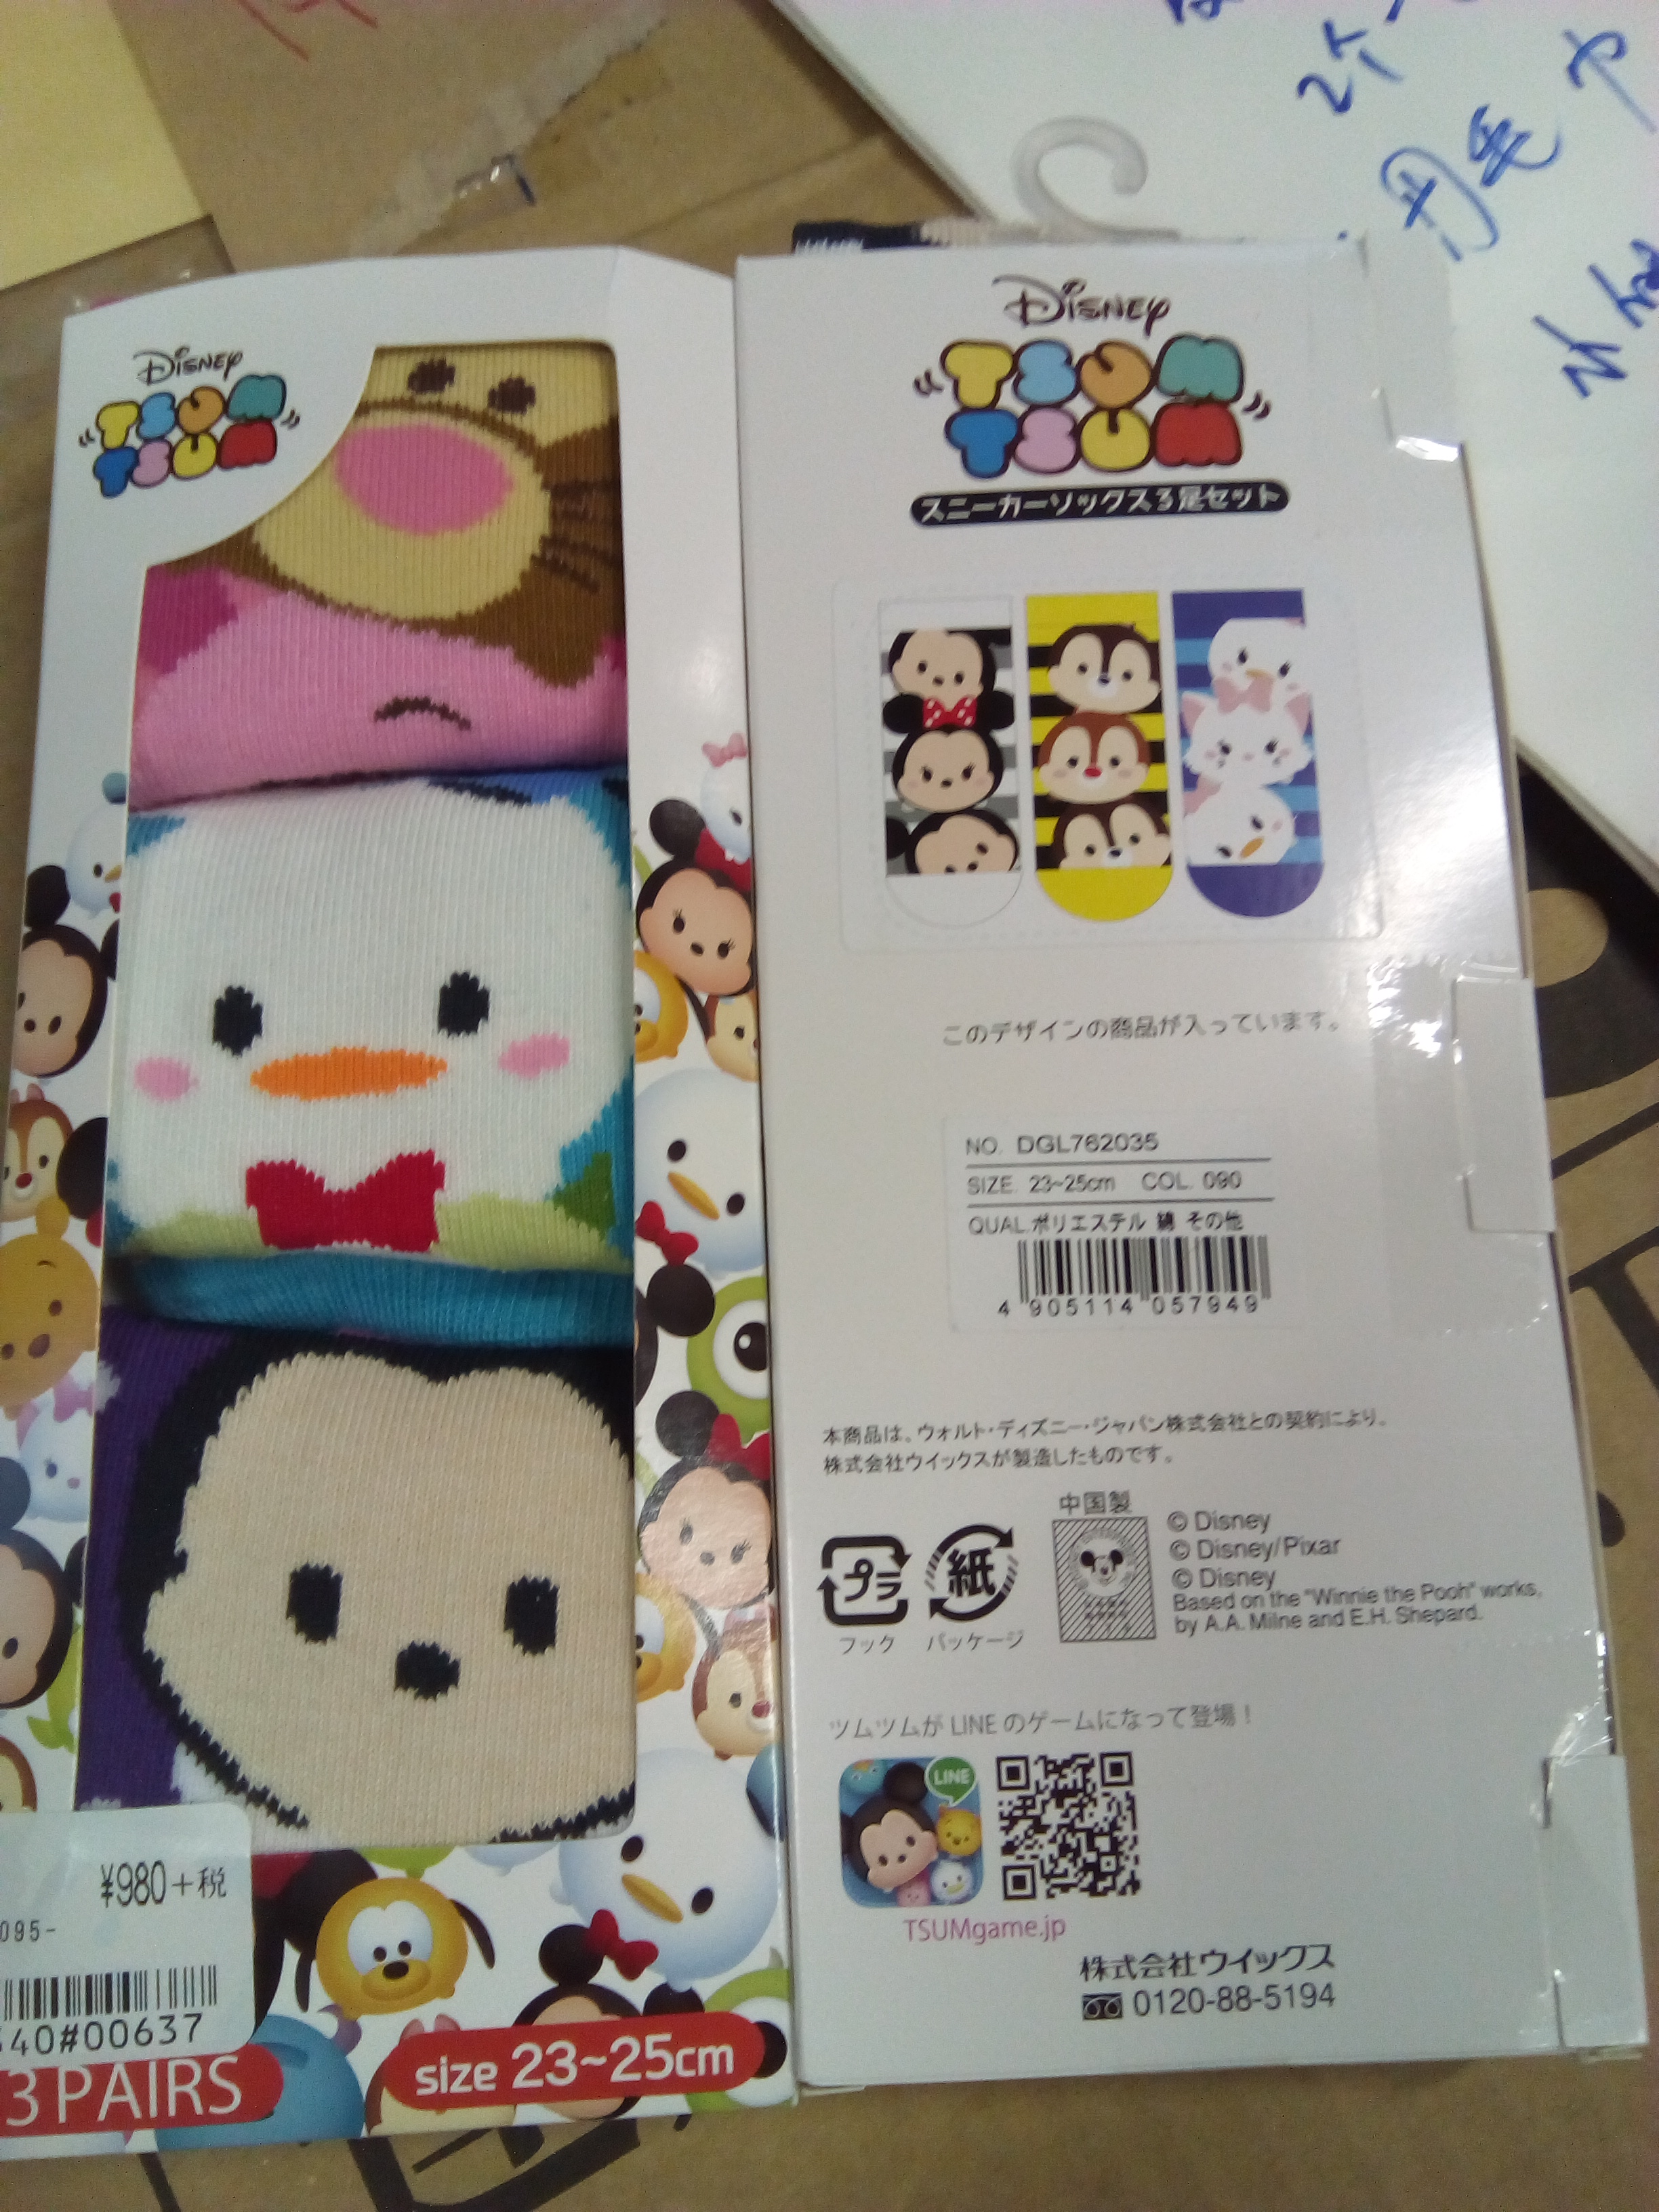 Disney
TSUM
TSUM
¥980+税
095-
40#00637
3 PAIRS
size 23~25cm
Disney
TSUM
TSUM
スニーカーソックス3足セット
このデザインの商品が入っています。
NO. DGL762035
SIZE. 23~25cm COL. 090
QUAL.ポリエステル 綿 その他
4 905114 057949
本商品は、ウォルト・ディズニー・ジャパン株式会社との契約により、
株式会社ウイックスが製造したものです。
中国製
プラ
フック
紙
パッケージ
© Disney
© Disney/Pixar
© Disney
Based on the "Winnie the Pooh" works,
by A.A. Milne and E.H. Shepard.
ツムツムが LINE のゲームになって登場!
LINE
TSUMgame.jp
株式会社ウイックス
0120-88-5194
2个